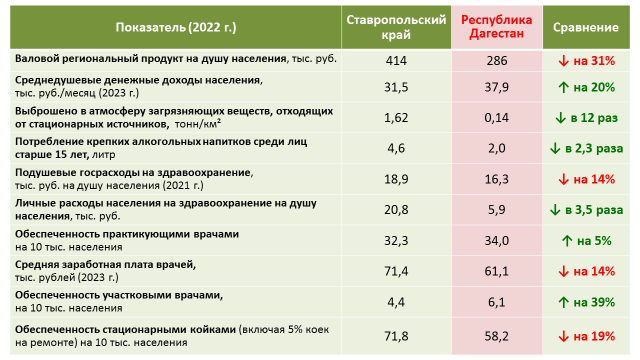 Показатель (2022 г.) Ставропольский край Республика Дагестан Сравнение
Валовой региональный продукт на душу населения, тыс. руб. 414 286 ↓ на 31%
Среднедушевые денежные доходы населения,
тыс. руб./месяц (2023 г.) 31,5 37,9 ↑ на 20%
Выброшено в атмосферу загрязняющих веществ, отходящих
от стационарных источников, тонн/км² 1,62 0,14 ↓ в 12 раз
Потребление крепких алкогольных напитков среди лиц
старше 15 лет, литр 4,6 2,0 ↓ в 2,3 раза
Подушевые госрасходы на здравоохранение,
тыс. руб. на душу населения (2021 г.) 18,9 16,3 ↓ на 14%
Личные расходы населения на здравоохранение на душу
населения, тыс. руб. 20,8 5,9 ↓ в 3,5 раза
Обеспеченность практикующими врачами
на 10 тыс. населения 32,3 34,0 ↑ на 5%
Средняя заработная плата врачей,
тыс. рублей (2023 г.) 71,4 61,1 ↓ на 14%
Обеспеченность участковыми врачами,
на 10 тыс. населения 4,4 6,1 ↑ на 39%
Обеспеченность стационарными койками (включая 5% коек
на ремонте) на 10 тыс. населения 71,8 58,2 ↓ на 19%